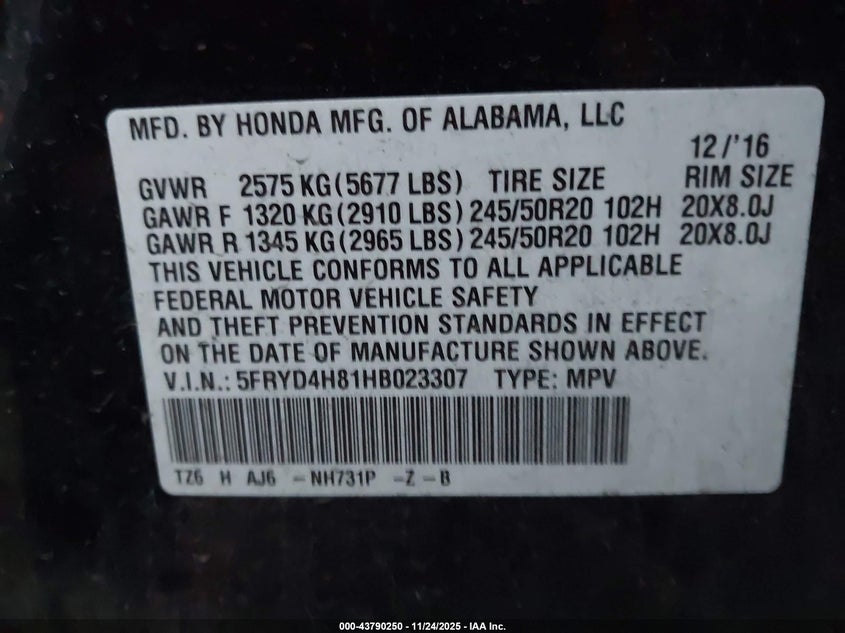 MFD. BY HONDA MFG. OF ALABAMA, LLC
12/'16
GVWR 2575 KG(5677 LBS) TIRE SIZE RIM SIZE
GAWR F 1320 KG(2910 LBS) 245/50R20 102H 20X8.0J
GAWR R 1345 KG(2965 LBS) 245/50R20 102H 20X8.0J
THIS VEHICLE CONFORMS TO ALL APPLICABLE
FEDERAL MOTOR VEHICLE SAFETY
AND THEFT PREVENTION STANDARDS IN EFFECT
ON THE DATE OF MANUFACTURE SHOWN ABOVE.
V.I.N.: 5FRYD4H81HB023307 TYPE: MPV
TZ6 H AJ6 -NH731P -Z -B
000-43790250 - 11/24/2025 - IAA Inc.